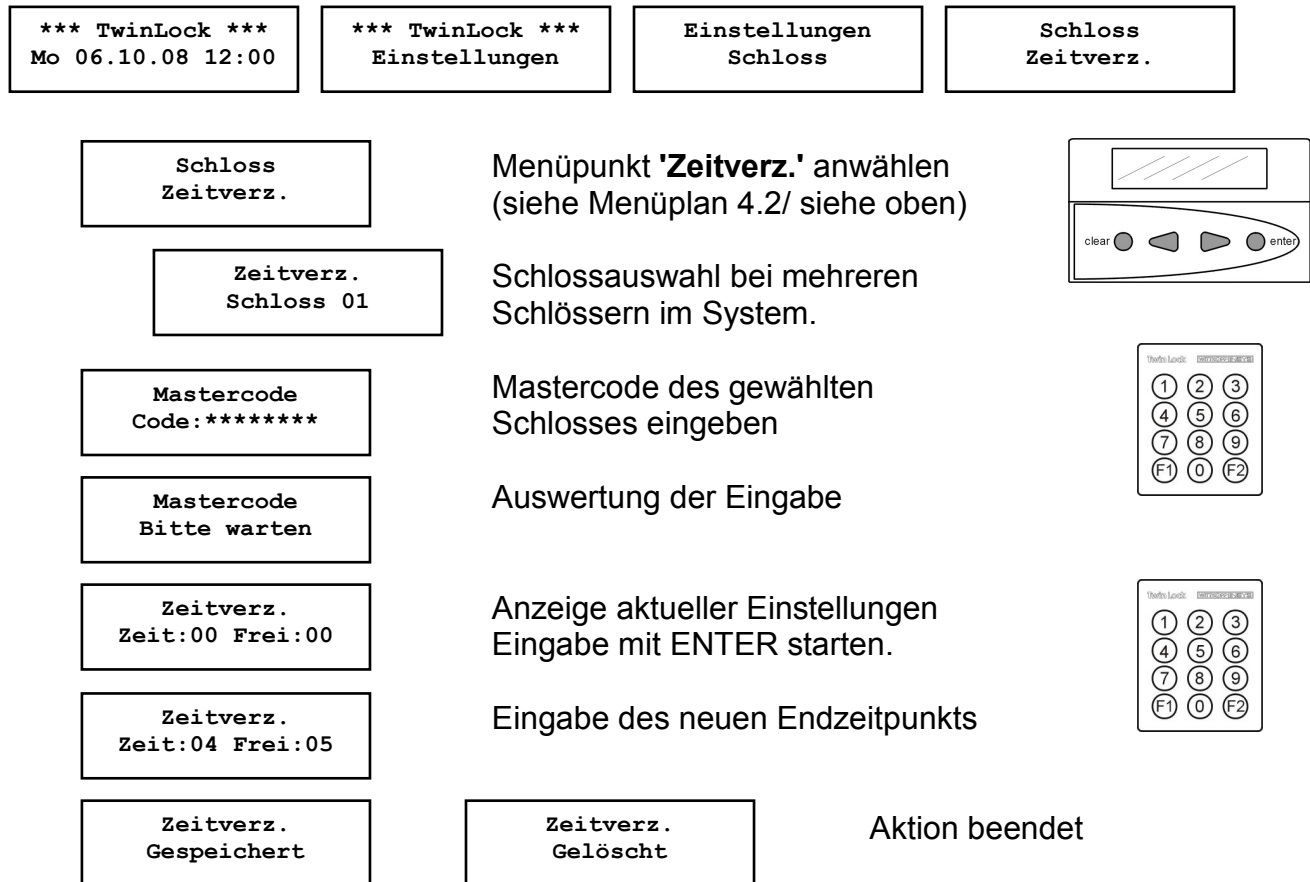 *** TwinLock ***
Mo 06.10.08 12:00
*** TwinLock ***
Einstellungen
Einstellungen
Schloss
Schloss
Zeitverz.
Schloss
Zeitverz.
Menüpunkt 'Zeitverz.' anwählen
(siehe Menüplan 4.2/ siehe oben)
clear
enter
Zeitverz.
Schloss 01
Schlossauswahl bei mehreren
Schlössern im System.
Mastercode
Code:********
Mastercode des gewählten
Schlosses eingeben
Twin Lock
1 2 3
4 5 6
7 8 9
F1 0 F2
Mastercode
Bitte warten
Auswertung der Eingabe
Zeitverz.
Zeit:00 Frei:00
Anzeige aktueller Einstellungen
Eingabe mit ENTER starten.
Twin Lock
1 2 3
4 5 6
7 8 9
F1 0 F2
Zeitverz.
Zeit:04 Frei:05
Eingabe des neuen Endzeitpunkts
Zeitverz.
Gespeichert
Zeitverz.
Gelöscht
Aktion beendet